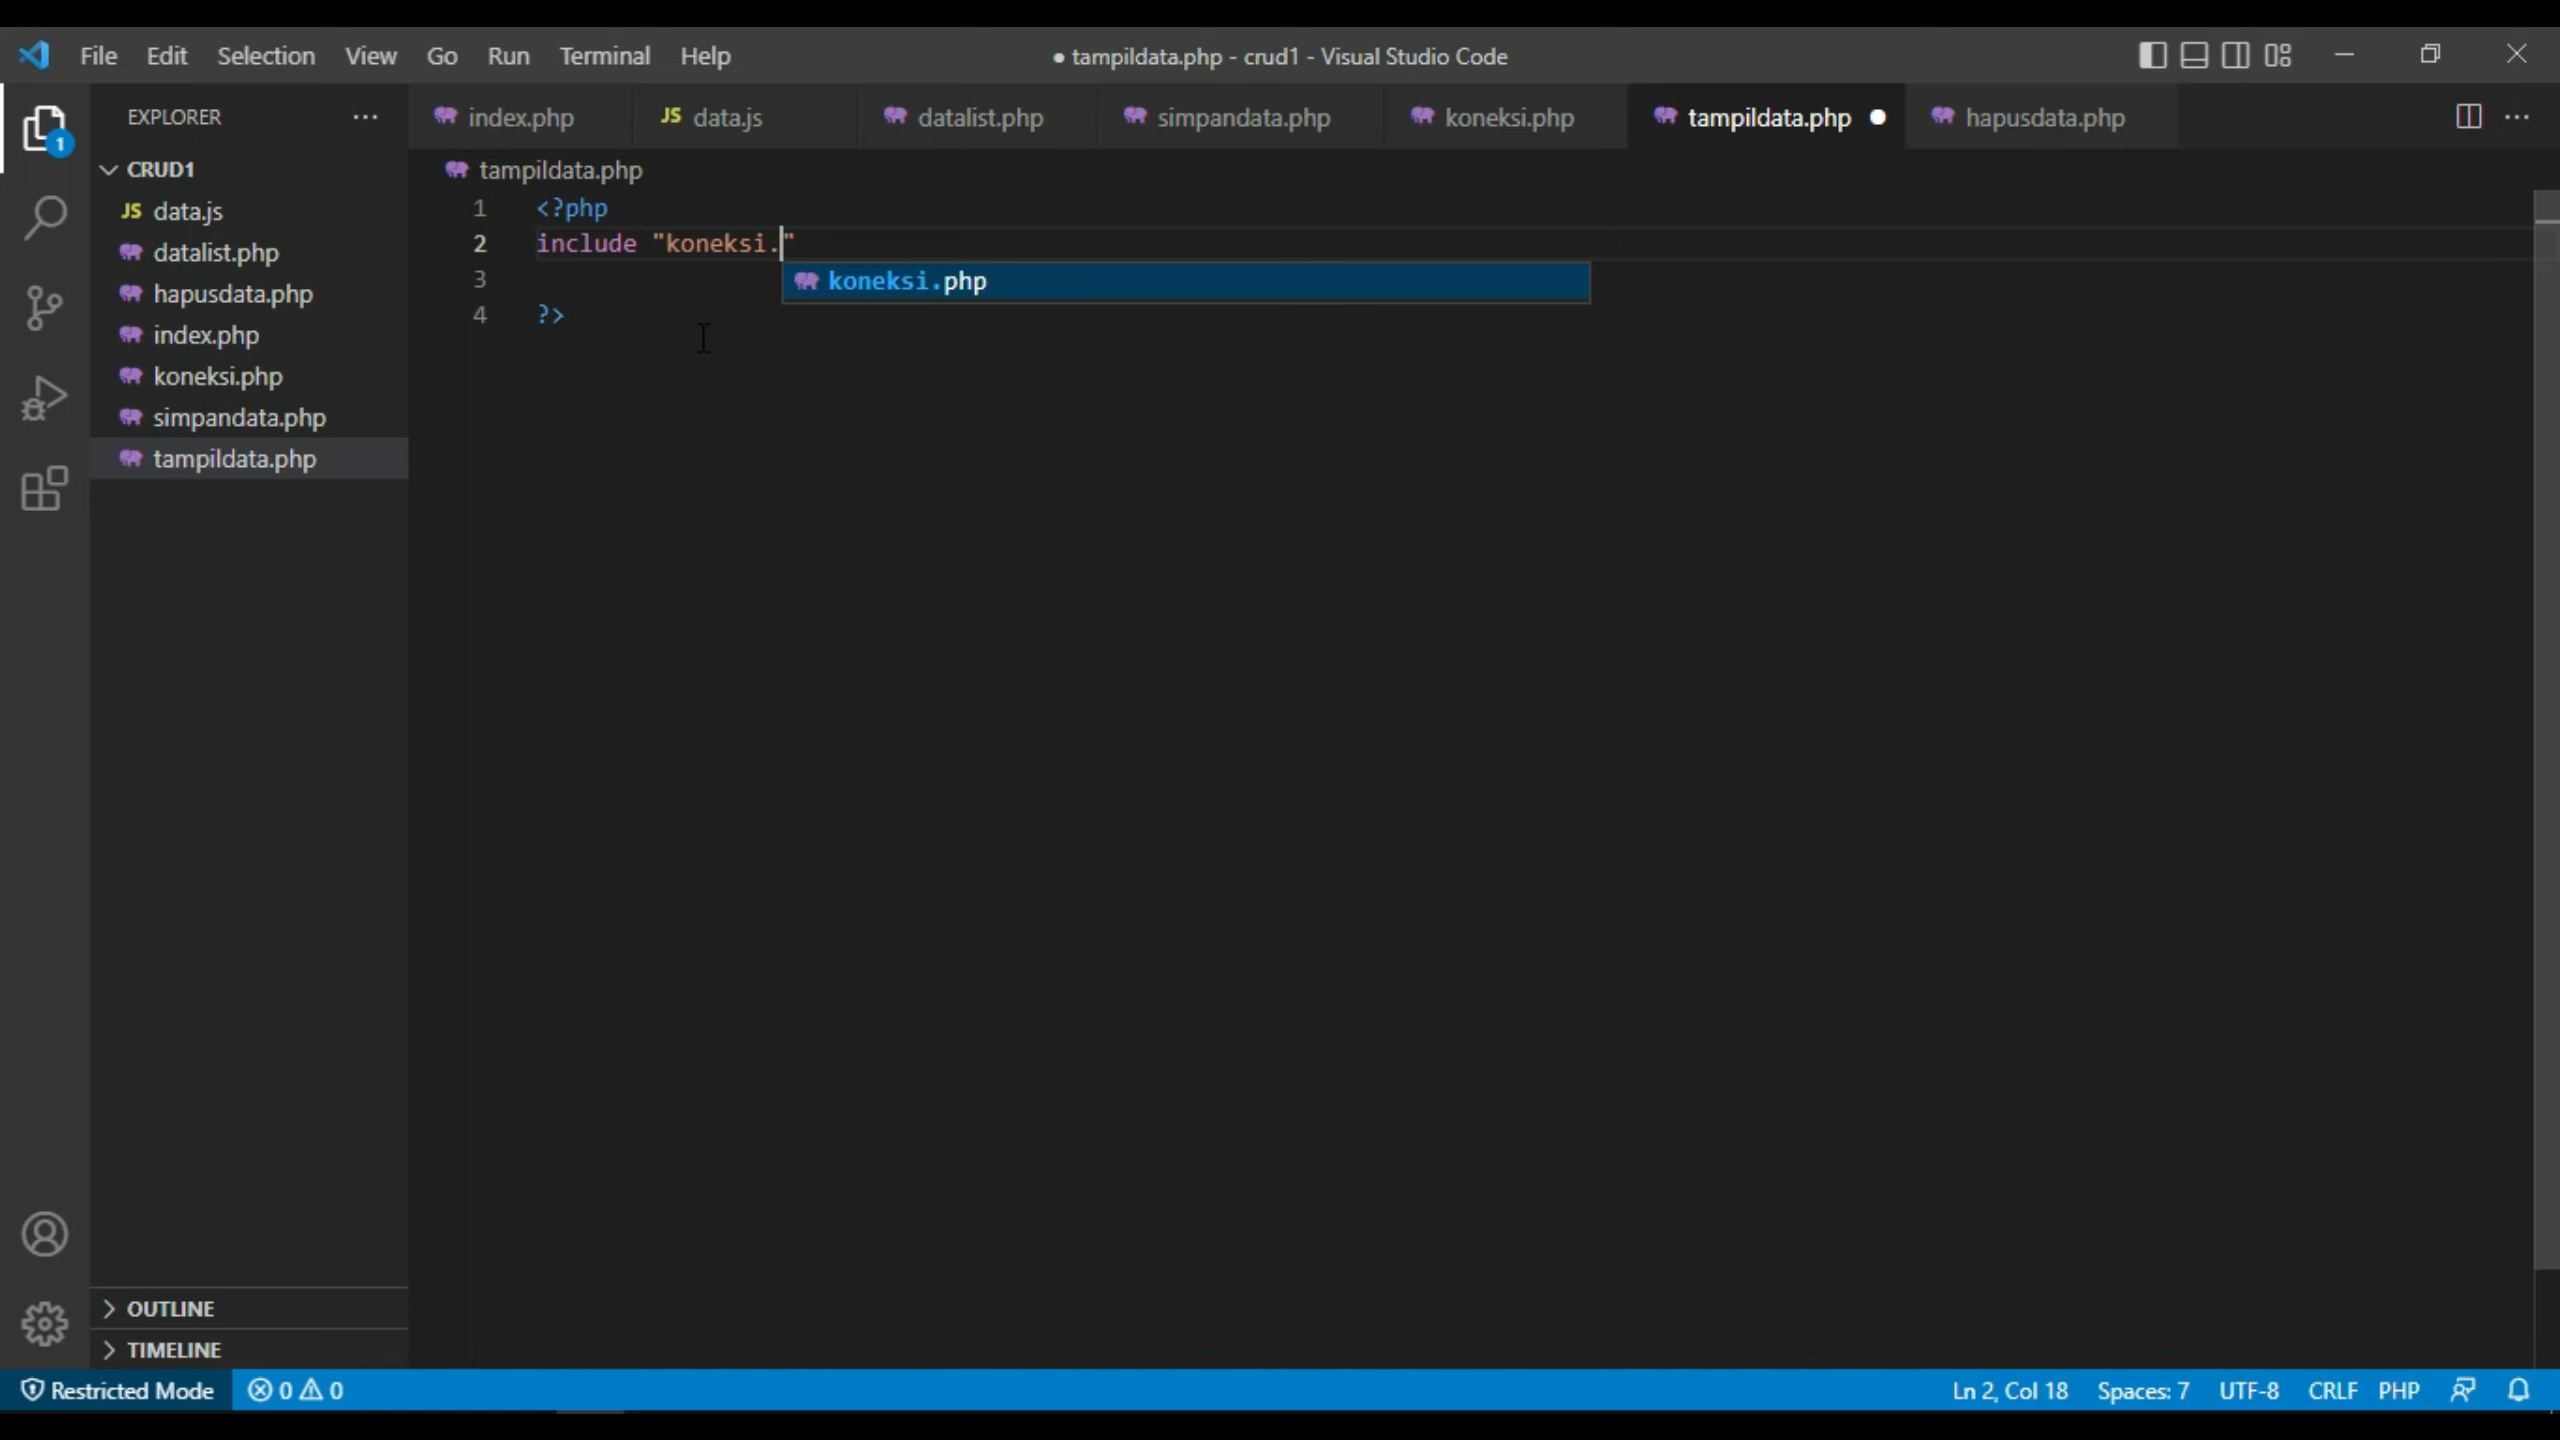 File Edit Selection View Go Run Terminal Help
● tampildata.php - crud1 - Visual Studio Code
1
EXPLORER
CRUD1
JS data.js
datalist.php
hapusdata.php
index.php
koneksi.php
simpandata.php
tampildata.php
OUTLINE
TIMELINE
index.php JS data.js datalist.php simpandata.php koneksi.php tampildata.php ● hapusdata.php
tampildata.php
1 <?php
2 include "koneksi."
koneksi.php
3
4 ?>
Restricted Mode 0 0 Ln 2, Col 18 Spaces: 7 UTF-8 CRLF PHP